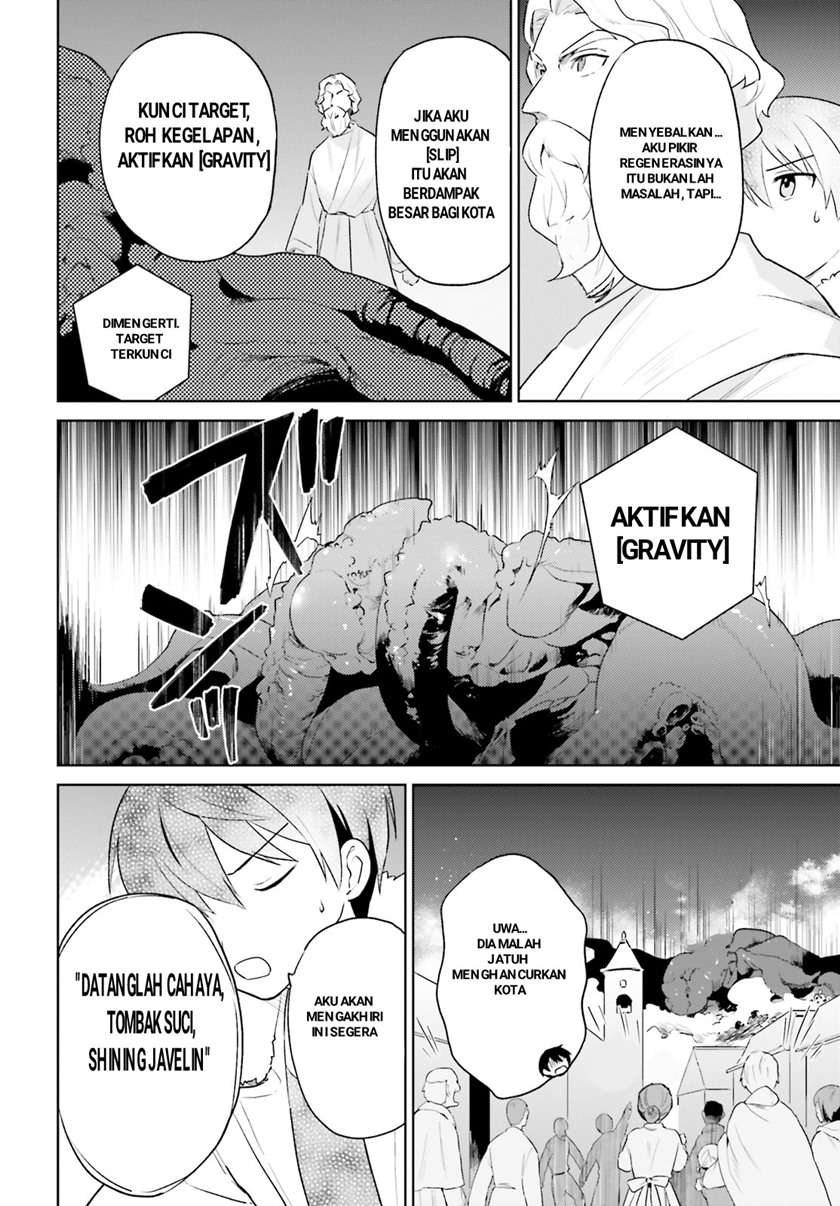 MENYEBALKAN...
AKU PIKIR
REGENERASINYA
ITU BUKANLAH
MASALAH, TAPI...
JIKA AKU
MENGGUNAKAN
[SLIP]
ITU AKAN
BERDAMPAK
BESAR BAGI KOTA
KUNCI TARGET,
ROH KEGELAPAN,
AKTIFKAN [GRAVITY]
DIMENGERTI.
TARGET
TERKUNCI
AKTIFKAN
[GRAVITY]
ズズ
UWA...
DIA MALAH
JATUH
MENGHANCURKAN
KOTA
AKU AKAN
MENGAKHIRI
INI SEGERA
"DATANGLAH CAHAYA,
TOMBAK SUCI,
SHINING JAVELIN"